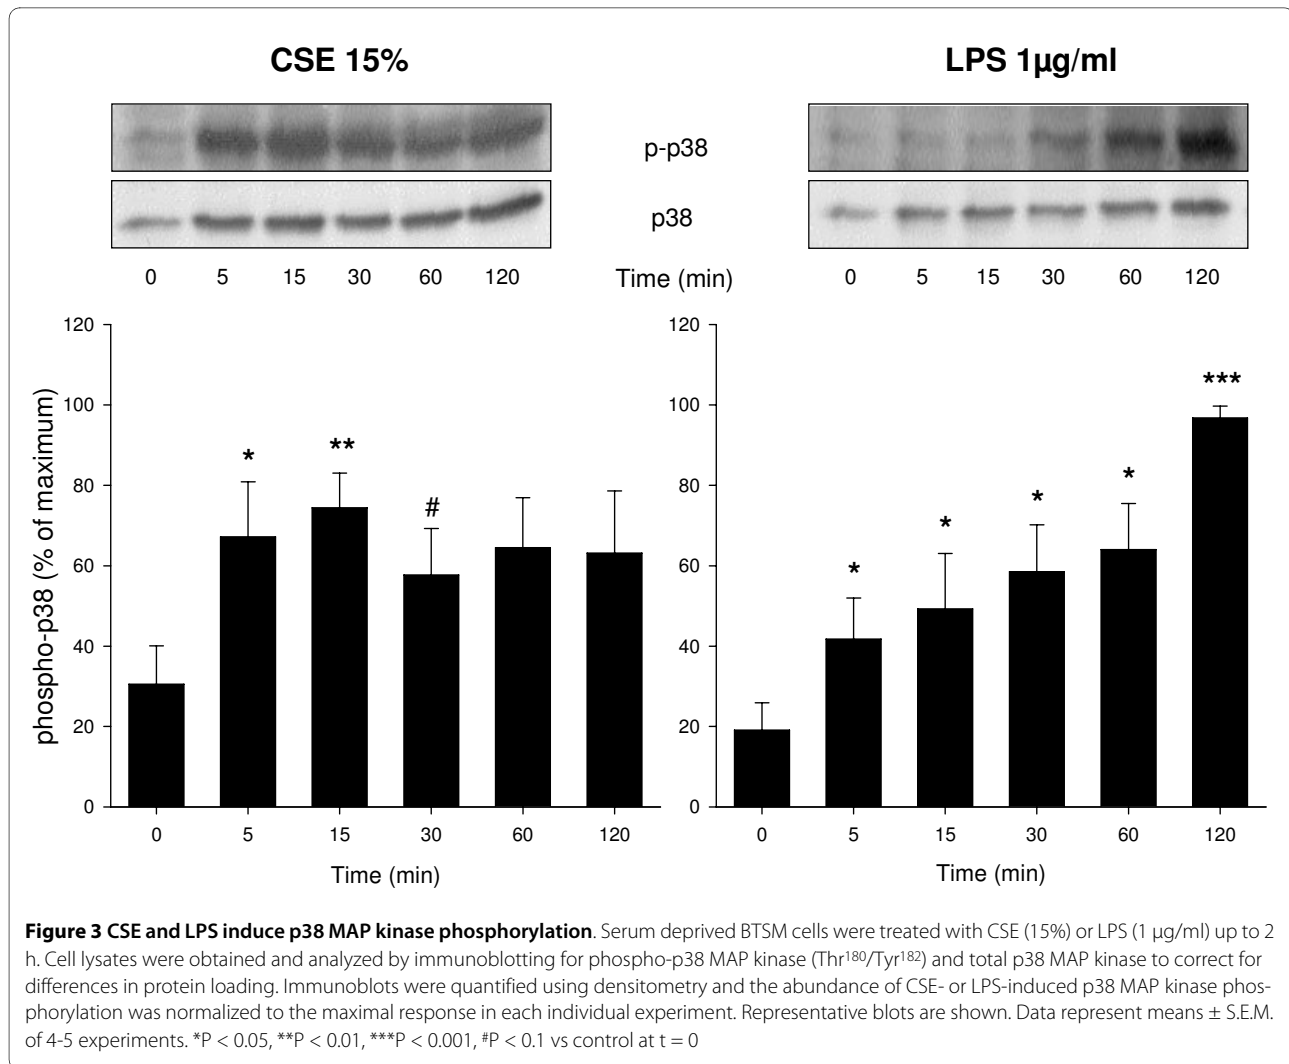 CSE 15%
LPS 1µg/ml
p-p38
p38
0 5 15 30 60 120
Time (min)
0 5 15 30 60 120
phospho-p38 (% of maximum)
120
100
80
60
40
20
0
*
**
#
0 5 15 30 60 120
Time (min)
120
100
80
60
40
20
0
*
*
*
*
***
0 5 15 30 60 120
Time (min)
Figure 3 CSE and LPS induce p38 MAP kinase phosphorylation. Serum deprived BTSM cells were treated with CSE (15%) or LPS (1 µg/ml) up to 2
h. Cell lysates were obtained and analyzed by immunoblotting for phospho-p38 MAP kinase (Thr¹⁸⁰/Tyr¹⁸²) and total p38 MAP kinase to correct for
differences in protein loading. Immunoblots were quantified using densitometry and the abundance of CSE- or LPS-induced p38 MAP kinase phos-
phorylation was normalized to the maximal response in each individual experiment. Representative blots are shown. Data represent means ± S.E.M.
of 4-5 experiments. *P < 0.05, **P < 0.01, ***P < 0.001, #P < 0.1 vs control at t = 0